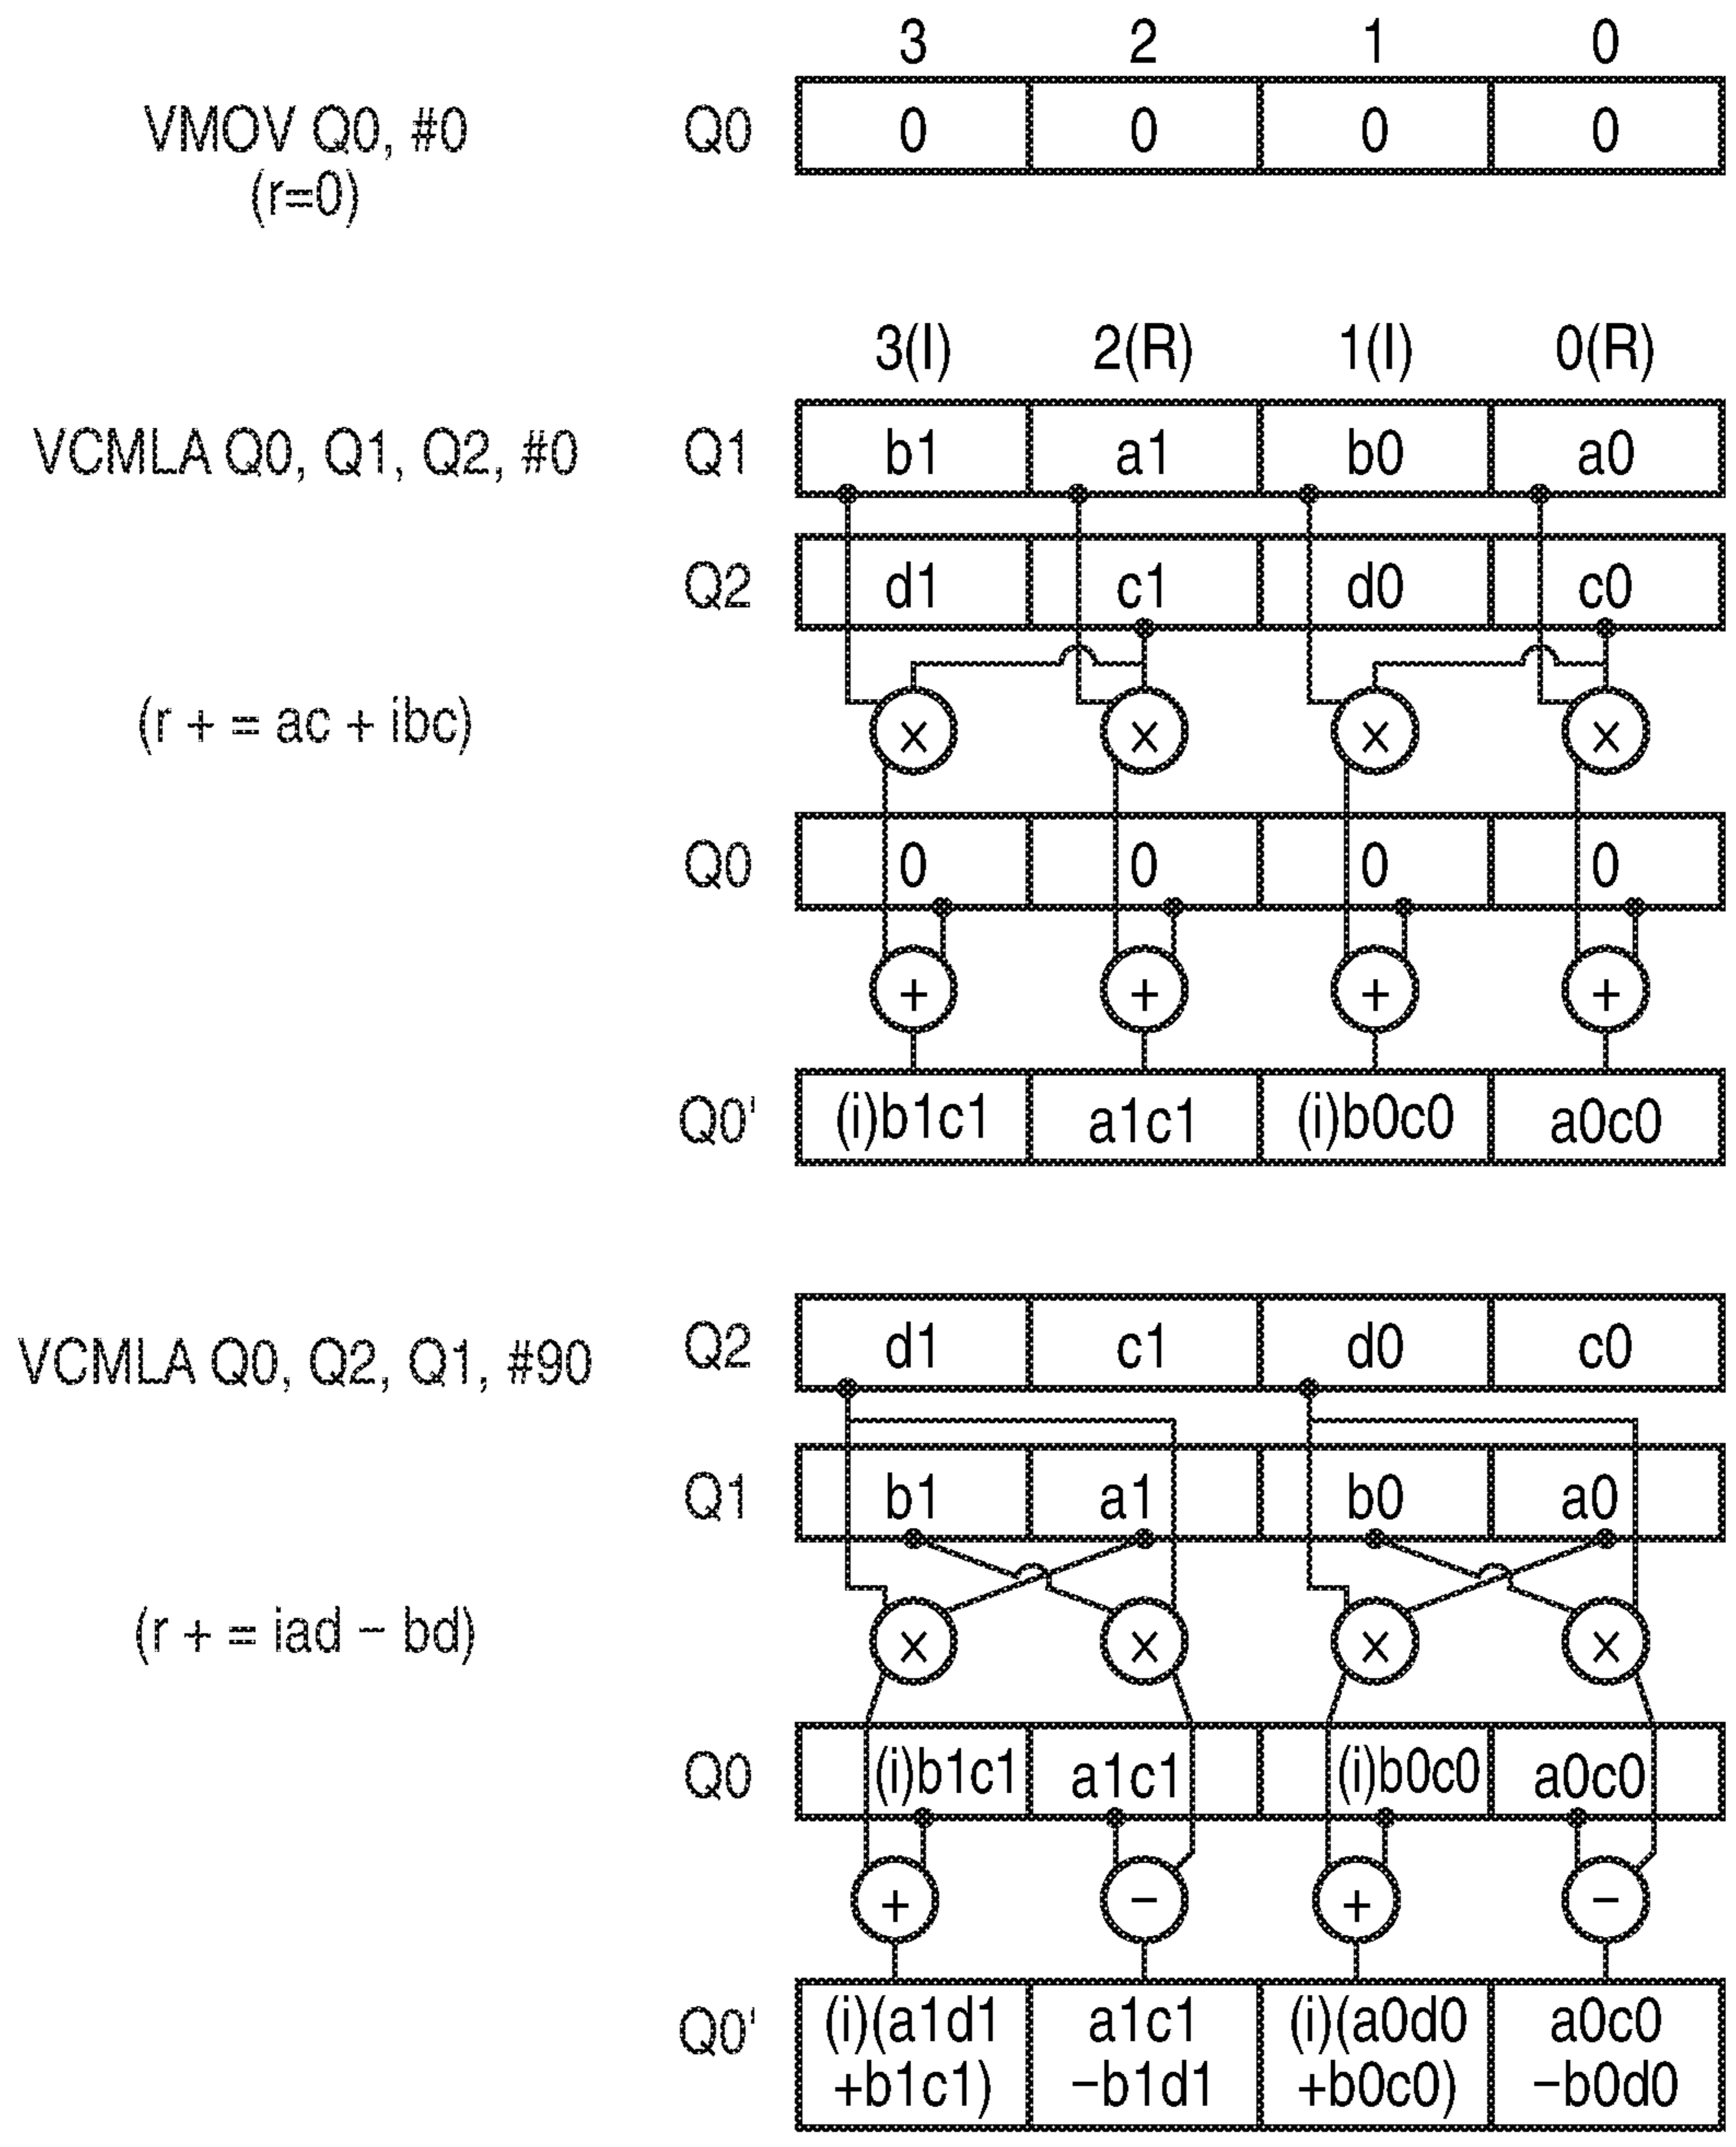 3 2 1 0
VMOV Q0, #0 Q0 0 0 0 0
(r=0)
3(I) 2(R) 1(I) 0(R)
VCMLA Q0, Q1, Q2, #0 Q1 b1 a1 b0 a0
Q2 d1 c1 d0 c0
(r + = ac + ibc) × × × ×
Q0 0 0 0 0
+ + + +
Q0' (i)b1c1 a1c1 (i)b0c0 a0c0
VCMLA Q0, Q2, Q1, #90 Q2 d1 c1 d0 c0
Q1 b1 a1 b0 a0
(r + = iad − bd) × × × ×
Q0 (i)b1c1 a1c1 (i)b0c0 a0c0
+ − + −
Q0' (i)(a1d1 a1c1 (i)(a0d0 a0c0
+b1c1) −b1d1 +b0c0) −b0d0